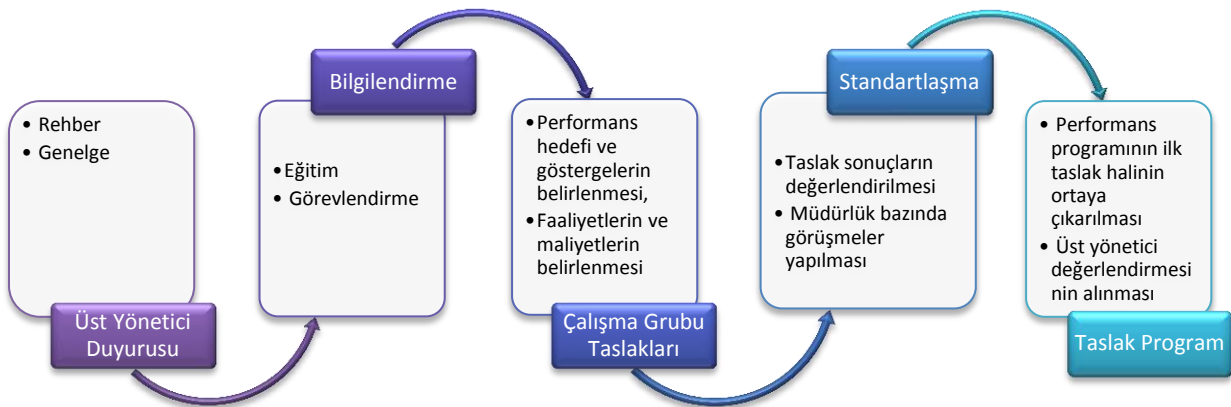 • Rehber
• Genelge
Üst Yönetici
Duyurusu
Bilgilendirme
•Eğitim
• Görevlendirme
•Performans
hedefi ve
göstergelerin
belirlenmesi,
•Faaliyetlerin ve
maliyetlerin
belirlenmesi
Çalışma Grubu
Taslakları
Standartlaşma
•Taslak sonuçların
değerlendirilmesi
• Müdürlük bazında
görüşmeler
yapılması
• Performans
programının ilk
taslak halinin
ortaya
çıkarılması
• Üst yönetici
değerlendirmesi
nin alınması
Taslak Program